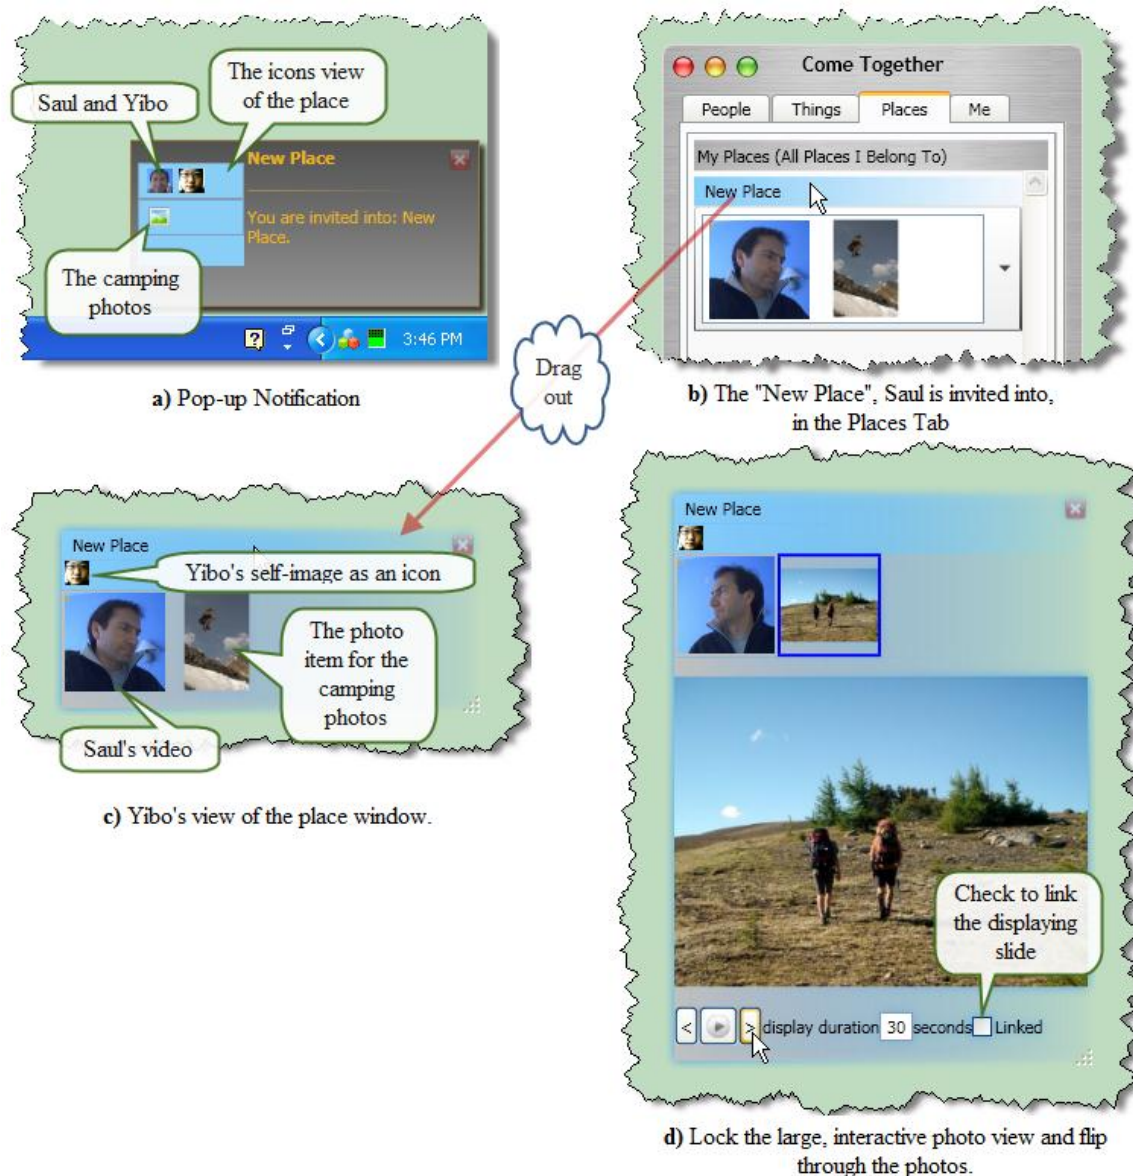 The icons view
of the place
Saul and Yibo
New Place
You are invited into: New
Place.
The camping
photos
3:46 PM
a) Pop-up Notification
Come Together
People
Things
Places
Me
My Places (All Places I Belong To)
New Place
Drag
out
b) The "New Place", Saul is invited into,
in the Places Tab
New Place
Yibo's self-image as an icon
The photo
item for the
camping
photos
Saul's video
c) Yibo's view of the place window.
New Place
Check to link
the displaying
slide
< > display duration 30 seconds Linked
d) Lock the large, interactive photo view and flip
through the photos.